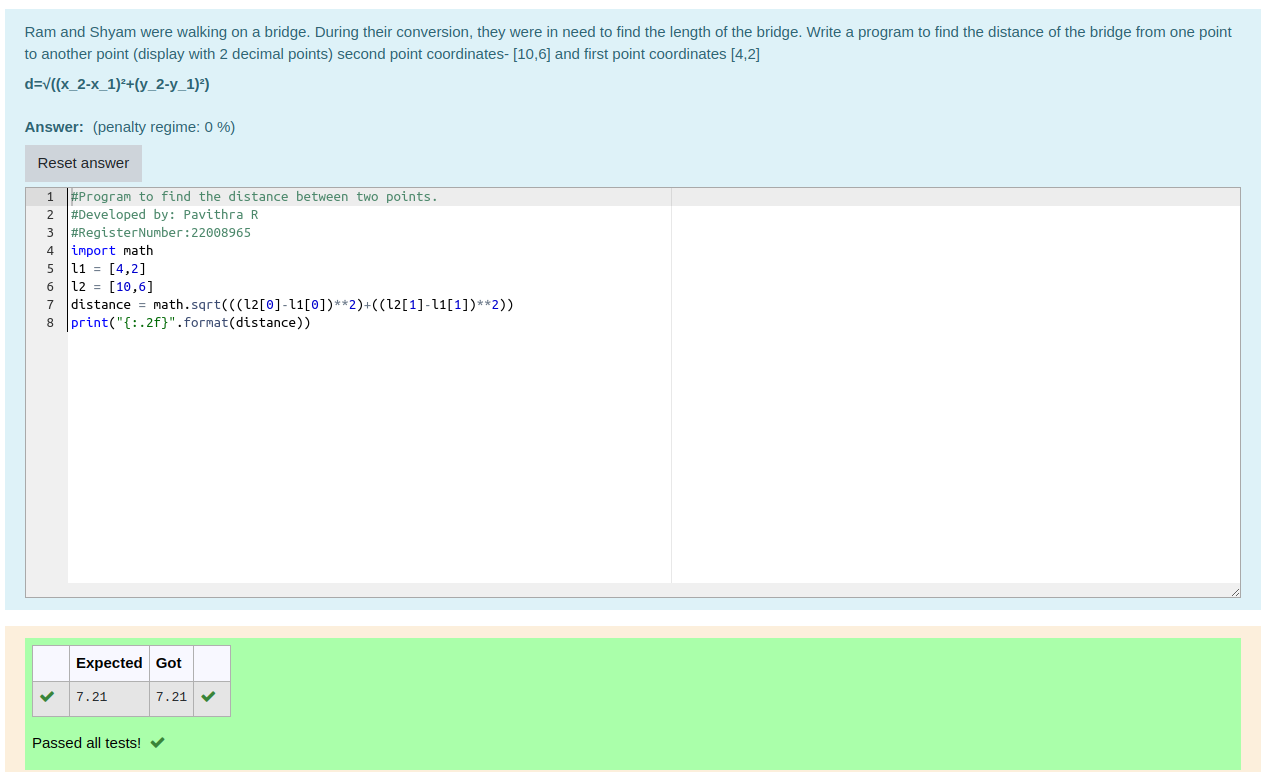 Ram and Shyam were walking on a bridge. During their conversion, they were in need to find the length of the bridge. Write a program to find the distance of the bridge from one point
to another point (display with 2 decimal points) second point coordinates- [10,6] and first point coordinates [4,2]
d=√((x_2-x_1)²+(y_2-y_1)²)
Answer: (penalty regime: 0 %)
Reset answer
1 #Program to find the distance between two points.
2 #Developed by: Pavithra R
3 #RegisterNumber:22008965
4 import math
5 l1 = [4,2]
6 l2 = [10,6]
7 distance = math.sqrt(((l2[0]-l1[0])**2)+((l2[1]-l1[1])**2))
8 print("{:.2f}".format(distance))
Expected Got
7.21 7.21
Passed all tests!